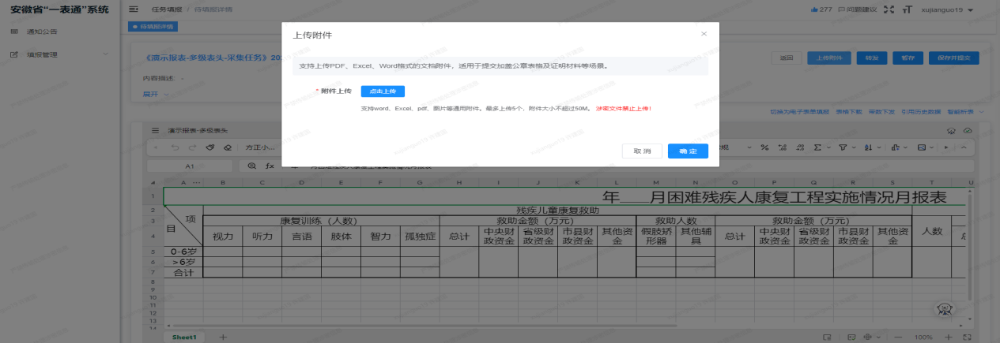 安徽省“一表通”系统
任务填报 / 待填报详情
277 问题建议 xujianguo19
通知公告
填报管理
待填报详情
《演示报表-多级表头-采集任务》202
返回 上传附件 转发 暂存 保存并提交
内容描述: -
展开
上传附件
支持上传PDF、Excel、Word格式的文档附件，适用于提交加盖公章表格及证明材料等场景。
* 附件上传 点击上传
支持word、Excel、pdf、图片等通用附件。最多上传5个，附件大小不超过50M。 涉密文件禁止上传!
取消 确定
切换为电子表单填报 表格下载 带数下发 引用历史数据 智能析表
演示报表-多级表头
方正小...
A1
fx
A B C D E F G H I J K L M N O P Q R S T U
1 年____月困难残疾人康复工程实施情况月报表
2 残疾儿童康复救助
3 项目 康复训练（人数） 救助金额（万元） 救助人数 救助金额（万元）
4 视力 听力 言语 肢体 智力 孤独症 总计 中央财政资金 省级财政资金 市县财政资金 其他资金 假肢矫形器 其他辅具 总计 中央财政资金 省级财政资金 市县财政资金 其他资金 人数
5 0-6岁
6 >6岁
7 合计
8
9
10
11
12
13
14
Sheet1
100%